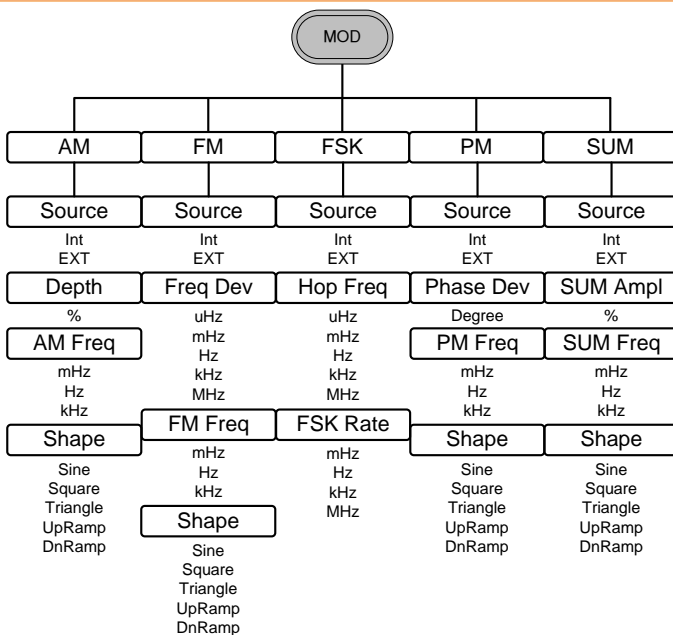 MOD
AM
FM
FSK
PM
SUM
Source
Int
EXT
Depth
%
AM Freq
mHz
Hz
kHz
Shape
Sine
Square
Triangle
UpRamp
DnRamp
Source
Int
EXT
Freq Dev
uHz
mHz
Hz
kHz
MHz
FM Freq
mHz
Hz
kHz
Shape
Sine
Square
Triangle
UpRamp
DnRamp
Source
Int
EXT
Hop Freq
uHz
mHz
Hz
kHz
MHz
FSK Rate
mHz
Hz
kHz
MHz
Source
Int
EXT
Phase Dev
Degree
PM Freq
mHz
Hz
kHz
Shape
Sine
Square
Triangle
UpRamp
DnRamp
Source
Int
EXT
SUM Ampl
%
SUM Freq
mHz
Hz
kHz
Shape
Sine
Square
Triangle
UpRamp
DnRamp